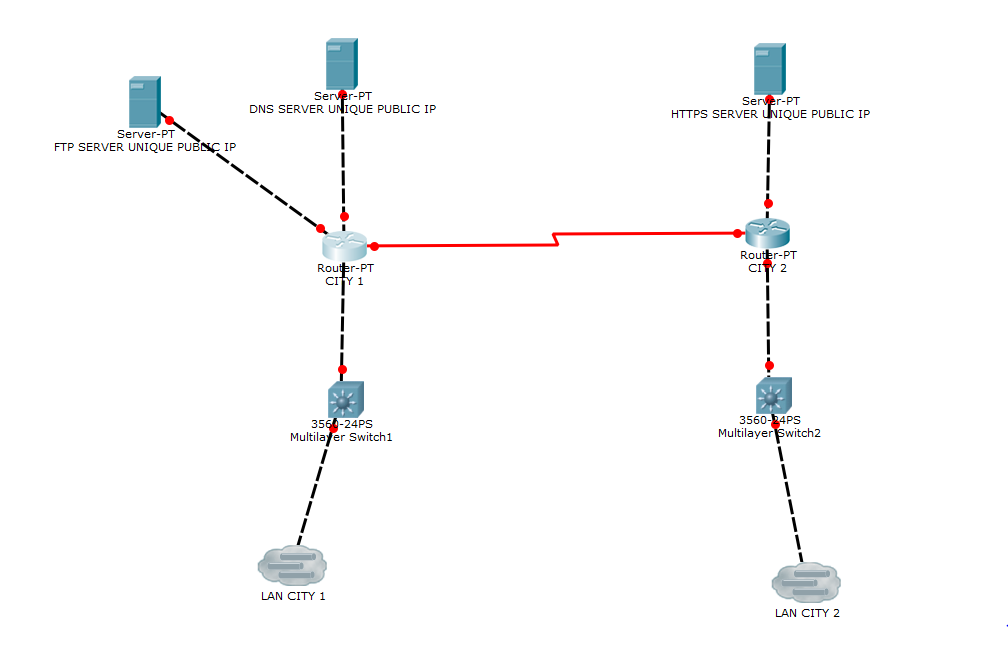 Server-PT
DNS SERVER UNIQUE PUBLIC IP
Server-PT
HTTPS SERVER UNIQUE PUBLIC IP
Server-PT
FTP SERVER UNIQUE PUBLIC IP
Router-PT
CITY 1
Router-PT
CITY 2
3560-24PS
Multilayer Switch1
3560-24PS
Multilayer Switch2
LAN CITY 1
LAN CITY 2